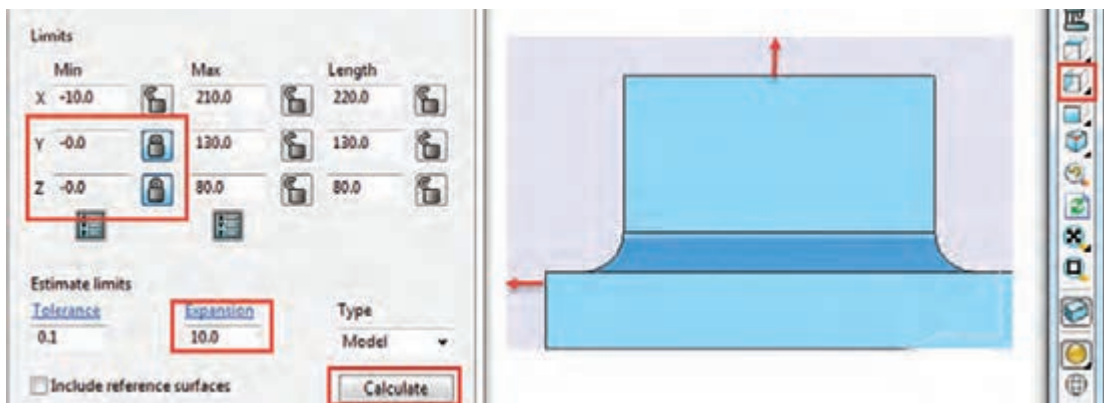 Limits
Min Max Length
X -10.0 210.0 220.0
Y -0.0 130.0 130.0
Z -0.0 80.0 80.0
Estimate limits
Tolerance Expansion Type
0.1 10.0 Model
Include reference surfaces Calculate